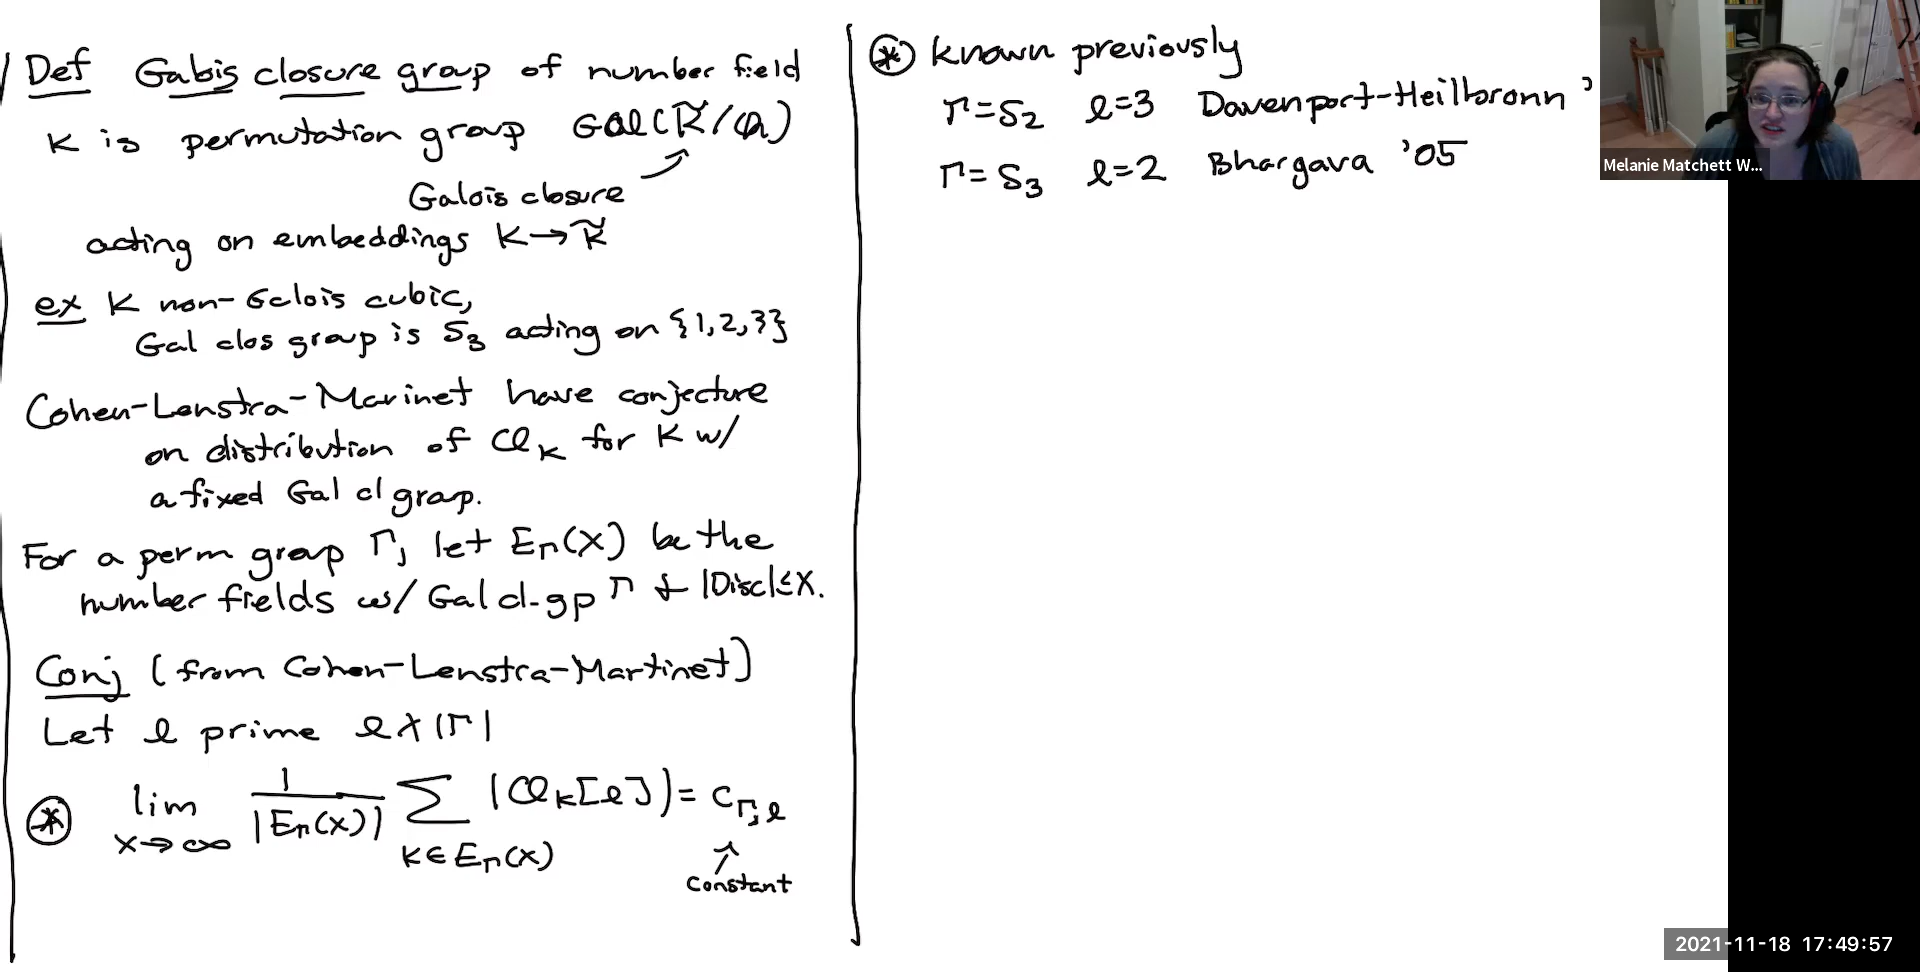 Def Galois closure group of number field
K is permutation group Gal(K̃/ℚ)
Galois closure
acting on embeddings K→K̃
ex K non-Galois cubic,
Gal clos group is S₃ acting on {1,2,3}
Cohen-Lenstra-Marinet have conjecture
on distribution of Cl_K for K w/
a fixed Gal cl group.
For a perm group Γ, let E_Γ(X) be the
number fields w/ Gal cl-gp Γ & |Disc|≤X.
Conj (from Cohen-Lenstra-Martinet)
Let ℓ prime ℓ∤|Γ|
⊛ lim_{X→∞} 1/|E_Γ(X)| ∑_{K∈E_Γ(X)} |Cl_K[ℓ]| = c_{Γ,ℓ}
↑
constant
⊛ known previously
Γ=S₂ ℓ=3 Davenport-Heilbronn '
Γ=S₃ ℓ=2 Bhargava '05
Melanie Matchett W...
2021-11-18 17:49:57